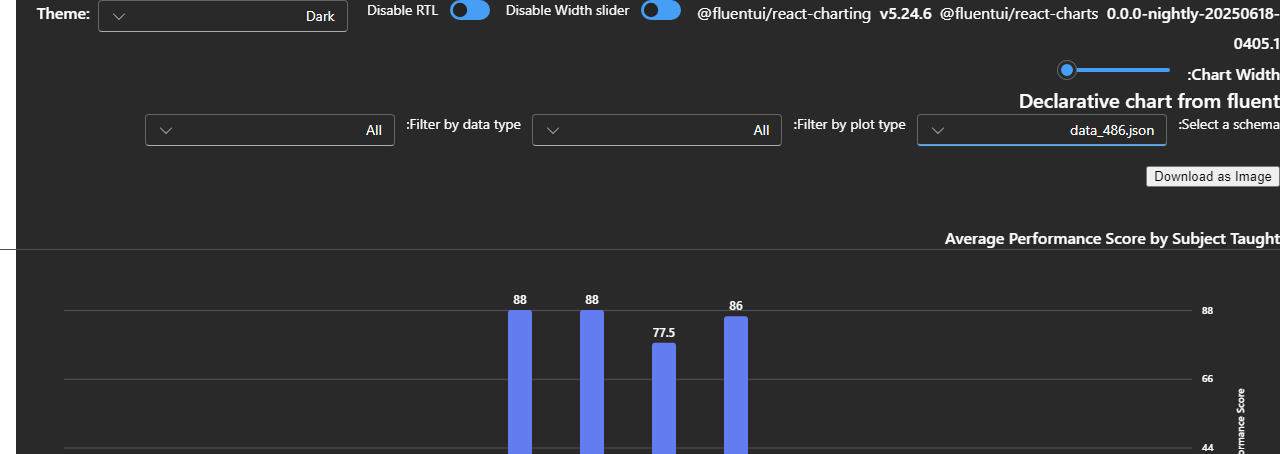 Theme: Dark Disable RTL Disable Width slider @fluentui/react-charting v5.24.6 @fluentui/react-charts 0.0.0-nightly-20250618-
0405.1
:Chart Width
Declarative chart from fluent
:Select a schema data_486.json :Filter by plot type All :Filter by data type All
Download as Image
Average Performance Score by Subject Taught
88 88 77.5 86
88
66
44